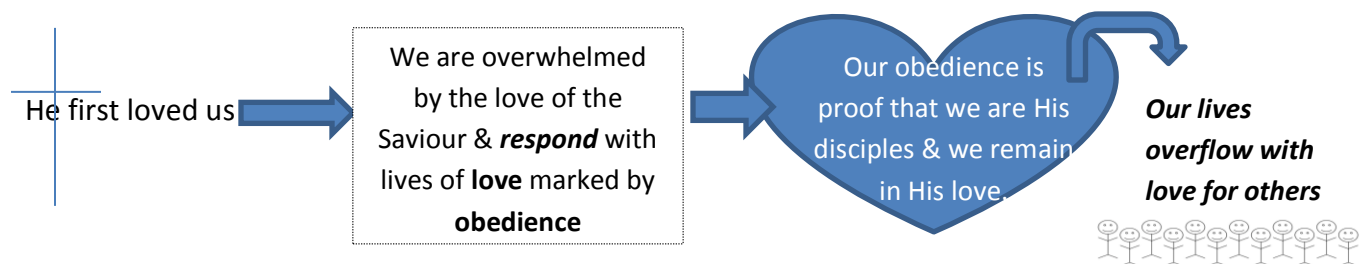 He first loved us
We are overwhelmed
by the love of the
Saviour & respond with
lives of love marked by
obedience
Our obedience is
proof that we are His
disciples & we remain
in His love.
Our lives
overflow with
love for others